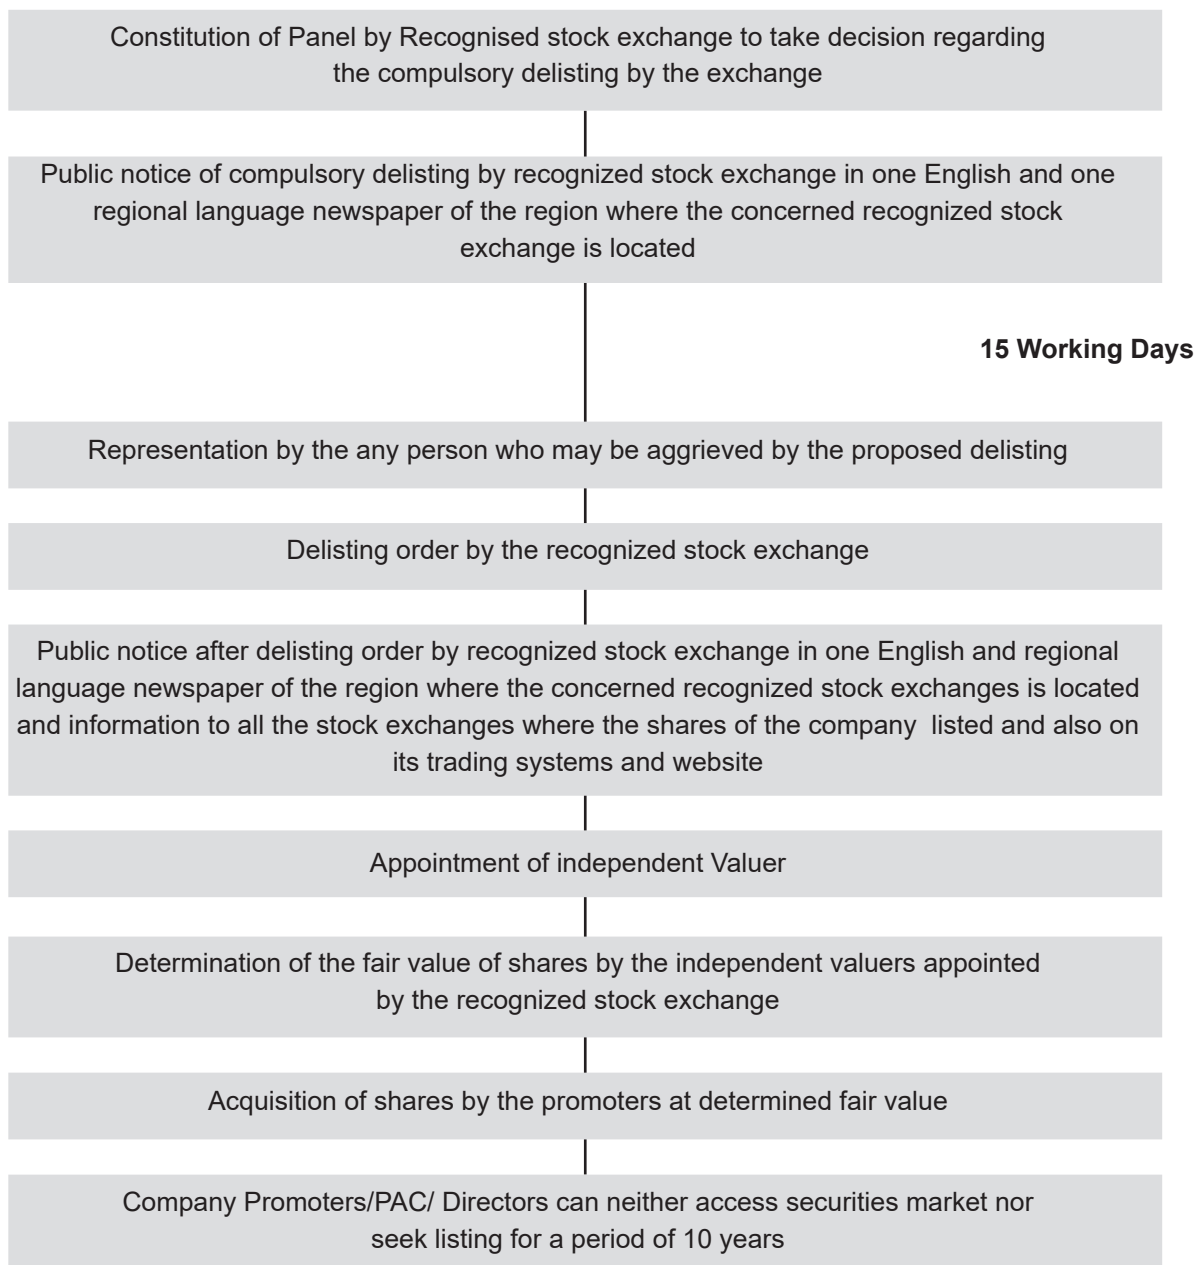 Constitution of Panel by Recognised stock exchange to take decision regarding
the compulsory delisting by the exchange
Public notice of compulsory delisting by recognized stock exchange in one English and one
regional language newspaper of the region where the concerned recognized stock
exchange is located
15 Working Days
Representation by the any person who may be aggrieved by the proposed delisting
Delisting order by the recognized stock exchange
Public notice after delisting order by recognized stock exchange in one English and regional
language newspaper of the region where the concerned recognized stock exchanges is located
and information to all the stock exchanges where the shares of the company listed and also on
its trading systems and website
Appointment of independent Valuer
Determination of the fair value of shares by the independent valuers appointed
by the recognized stock exchange
Acquisition of shares by the promoters at determined fair value
Company Promoters/PAC/ Directors can neither access securities market nor
seek listing for a period of 10 years